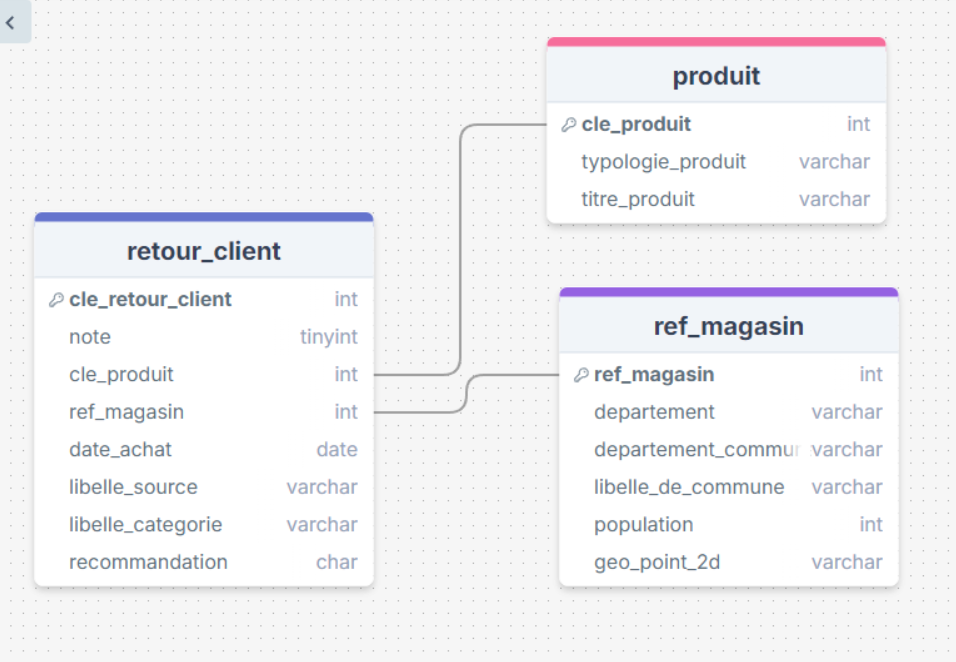 produit
cle_produit int
typologie_produit varchar
titre_produit varchar
retour_client
cle_retour_client int
note tinyint
cle_produit int
ref_magasin int
date_achat date
libelle_source varchar
libelle_categorie varchar
recommandation char
ref_magasin
ref_magasin int
departement varchar
departement_commu varchar
libelle_de_commune varchar
population int
geo_point_2d varchar